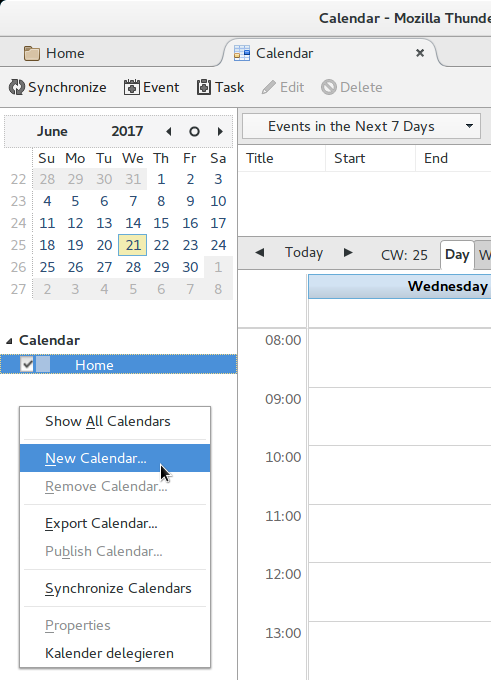 Calendar - Mozilla Thunde
Home
Calendar
Synchronize Event Task Edit Delete
June 2017
Su Mo Tu We Th Fr Sa
22 28 29 30 31 1 2 3
23 4 5 6 7 8 9 10
24 11 12 13 14 15 16 17
25 18 19 20 21 22 23 24
26 25 26 27 28 29 30 1
27 2 3 4 5 6 7 8
Calendar
Home
Show All Calendars
New Calendar...
Remove Calendar...
Export Calendar...
Publish Calendar...
Synchronize Calendars
Properties
Kalender delegieren
Events in the Next 7 Days
Title Start End
Today CW: 25 Day W
Wednesday
08:00
09:00
10:00
11:00
12:00
13:00